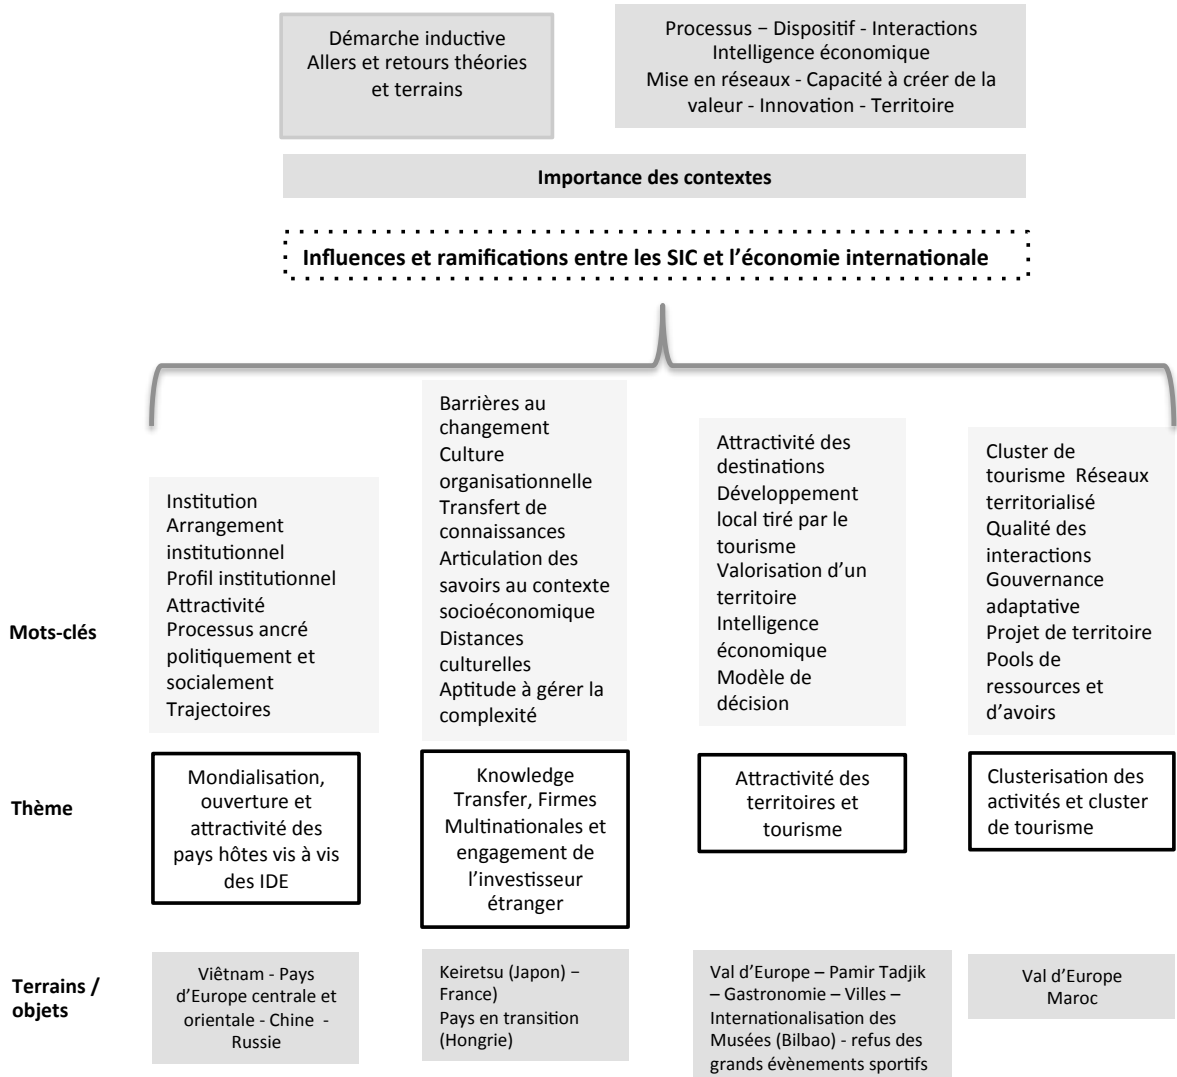 Démarche inductive
Allers et retours théories
et terrains
Processus – Dispositif - Interactions
Intelligence économique
Mise en réseaux - Capacité à créer de la
valeur - Innovation - Territoire
Importance des contextes
Influences et ramifications entre les SIC et l'économie internationale
Mots-clés
Institution
Arrangement
institutionnel
Profil institutionnel
Attractivité
Processus ancré
politiquement et
socialement
Trajectoires
Barrières au
changement
Culture
organisationnelle
Transfert de
connaissances
Articulation des
savoirs au contexte
socioéconomique
Distances
culturelles
Aptitude à gérer la
complexité
Attractivité des
destinations
Développement
local tiré par le
tourisme
Valorisation d'un
territoire
Intelligence
économique
Modèle de
décision
Cluster de
tourisme Réseaux
territorialisé
Qualité des
interactions
Gouvernance
adaptative
Projet de territoire
Pools de
ressources et
d'avoirs
Thème
Mondialisation,
ouverture et
attractivité des
pays hôtes vis à vis
des IDE
Knowledge
Transfer, Firmes
Multinationales et
engagement de
l'investisseur
étranger
Attractivité des
territoires et
tourisme
Clusterisation des
activités et cluster
de tourisme
Terrains /
objets
Viêtnam - Pays
d'Europe centrale et
orientale - Chine -
Russie
Keiretsu (Japon) –
France)
Pays en transition
(Hongrie)
Val d'Europe – Pamir Tadjik
– Gastronomie – Villes –
Internationalisation des
Musées (Bilbao) - refus des
grands évènements sportifs
Val d'Europe
Maroc